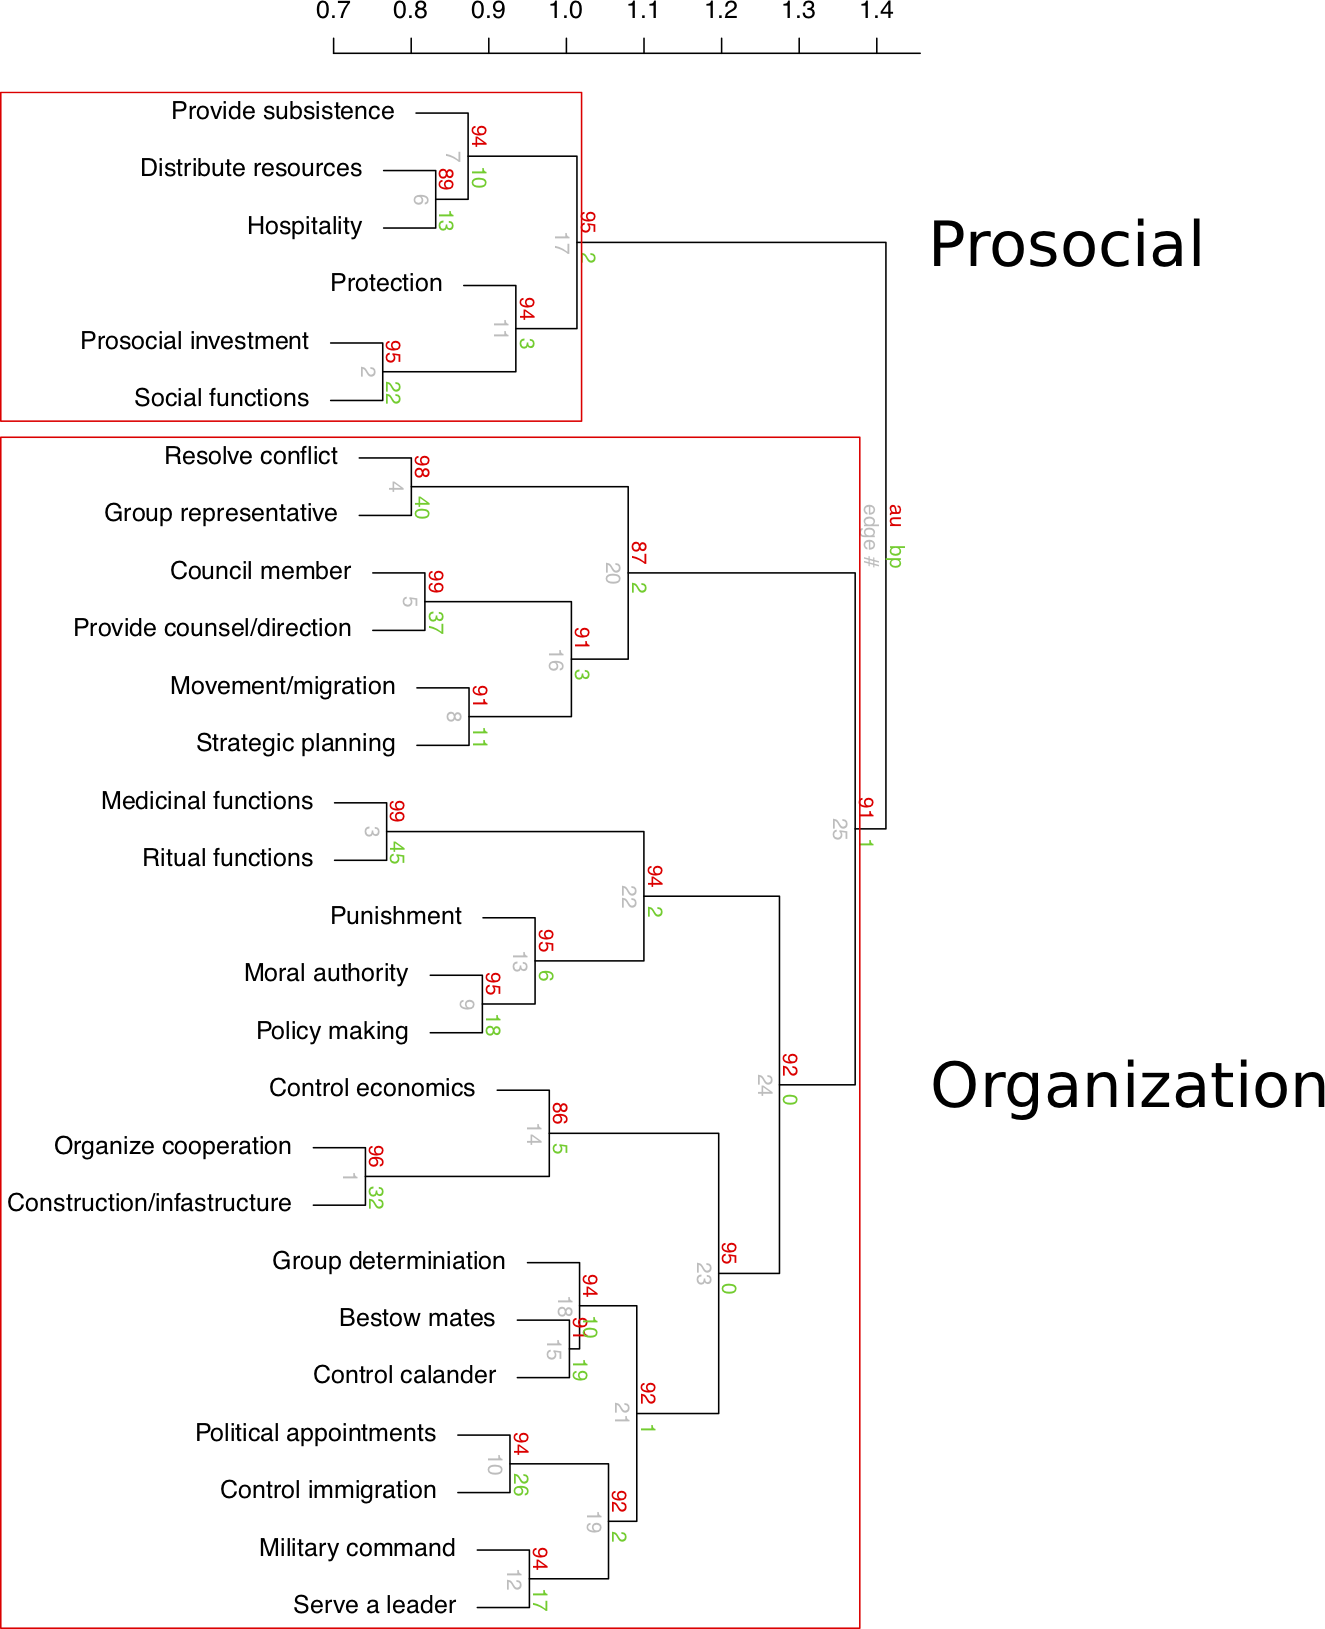 0.7 0.8 0.9 1.0 1.1 1.2 1.3 1.4
Provide subsistence
94
7
10
Distribute resources
89
6
13
Hospitality
95
17
2
Prosocial
Protection
94
11
3
Prosocial investment
95
2
22
Social functions
Resolve conflict
98
4
40
Group representative
au
edge #
bp
87
20
2
Council member
99
5
37
Provide counsel/direction
91
16
3
Movement/migration
91
8
11
Strategic planning
Medicinal functions
99
3
45
Ritual functions
91
25
1
94
22
2
Punishment
95
13
6
Moral authority
95
9
18
Policy making
92
24
0
Organization
Control economics
86
14
5
Organize cooperation
96
1
32
Construction/infastructure
95
23
0
Group determiniation
94
18
10
Bestow mates
91
15
19
Control calander
92
21
1
Political appointments
94
10
26
Control immigration
92
19
2
Military command
94
12
17
Serve a leader